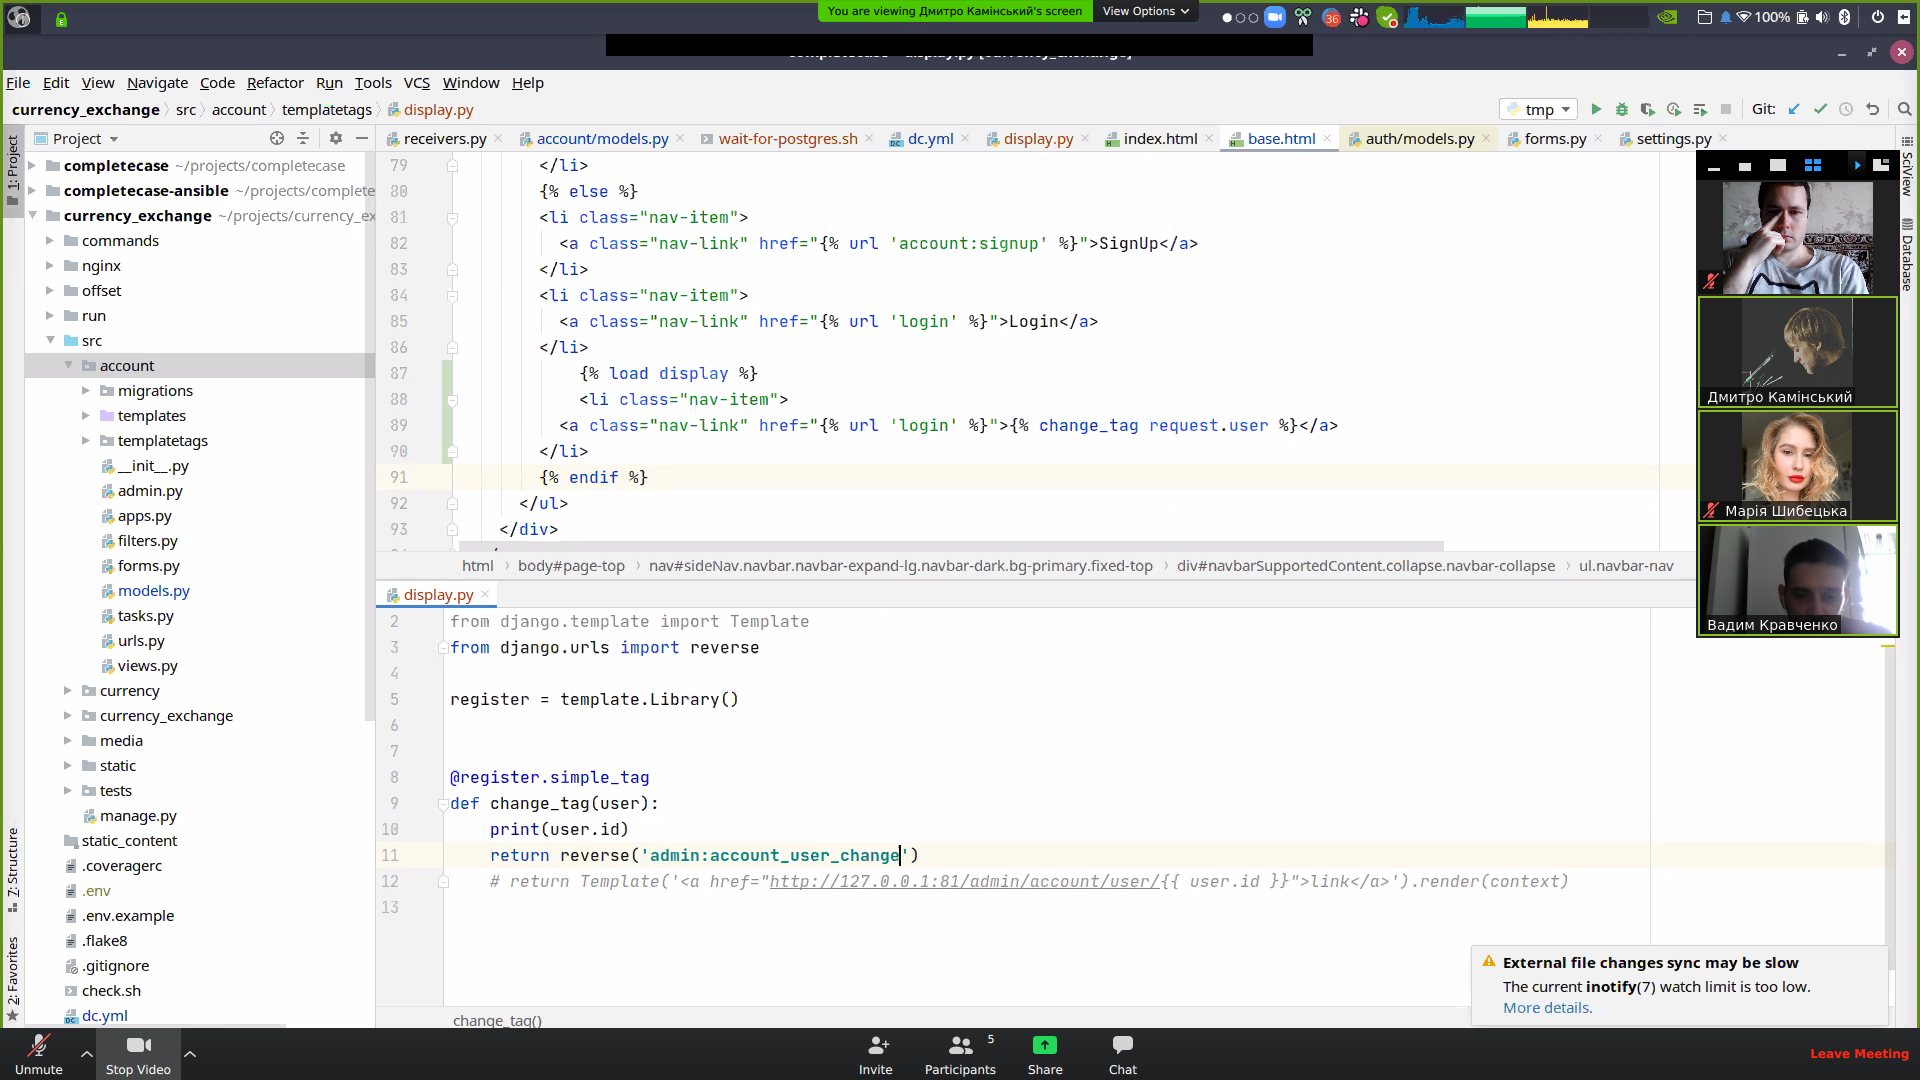 You are viewing Дмитро Камінський's screen
View Options
36
100%
File Edit View Navigate Code Refactor Run Tools VCS Window Help
currency_exchange src account templatetags display.py
tmp
Git:
Project
receivers.py
account/models.py
wait-for-postgres.sh
dc.yml
display.py
index.html
base.html
auth/models.py
forms.py
settings.py
1: Project
7: Structure
2: Favorites
SciView
Database
completecase ~/projects/completecase
completecase-ansible ~/projects/complete
currency_exchange ~/projects/currency_ex
commands
nginx
offset
run
src
account
migrations
templates
templatetags
__init__.py
admin.py
apps.py
filters.py
forms.py
models.py
tasks.py
urls.py
views.py
currency
currency_exchange
media
static
tests
manage.py
static_content
.coveragerc
.env
.env.example
.flake8
.gitignore
check.sh
dc.yml
79 </li>
80 {% else %}
81 <li class="nav-item">
82 <a class="nav-link" href="{% url 'account:signup' %}">SignUp</a>
83 </li>
84 <li class="nav-item">
85 <a class="nav-link" href="{% url 'login' %}">Login</a>
86 </li>
87 {% load display %}
88 <li class="nav-item">
89 <a class="nav-link" href="{% url 'login' %}">{% change_tag request.user %}</a>
90 </li>
91 {% endif %}
92 </ul>
93 </div>
html body#page-top nav#sideNav.navbar.navbar-expand-lg.navbar-dark.bg-primary.fixed-top div#navbarSupportedContent.collapse.navbar-collapse ul.navbar-nav
display.py
2 from django.template import Template
3 from django.urls import reverse
4
5 register = template.Library()
6
7
8 @register.simple_tag
9 def change_tag(user):
10 print(user.id)
11 return reverse('admin:account_user_change')
12 # return Template('<a href="http://127.0.0.1:81/admin/account/user/{{ user.id }}">link</a>').render(context)
13
change_tag()
Дмитро Камінський
Марія Шибецька
Вадим Кравченко
External file changes sync may be slow
The current inotify(7) watch limit is too low.
More details.
Unmute
Stop Video
Invite
Participants 5
Share
Chat
Leave Meeting